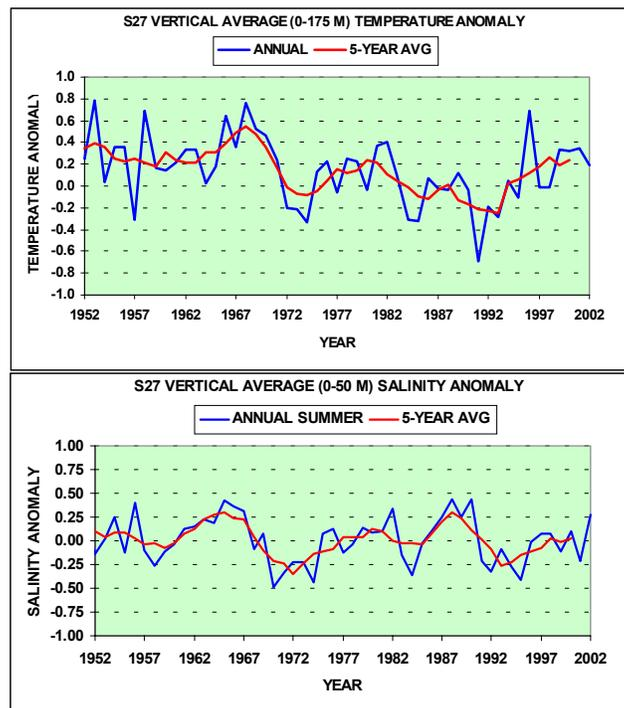 S27 VERTICAL AVERAGE (0-175 M) TEMPERATURE ANOMALY
ANNUAL 5-YEAR AVG
1.0
0.8
0.6
0.4
0.2
0.0
-0.2
-0.4
-0.6
-0.8
-1.0
TEMPERATURE ANOMALY
1952 1957 1962 1967 1972 1977 1982 1987 1992 1997 2002
YEAR
S27 VERTICAL AVERAGE (0-50 M) SALINITY ANOMALY
ANNUAL SUMMER 5-YEAR AVG
1.00
0.75
0.50
0.25
0.00
-0.25
-0.50
-0.75
-1.00
SALINITY ANOMALY
1952 1957 1962 1967 1972 1977 1982 1987 1992 1997 2002
YEAR